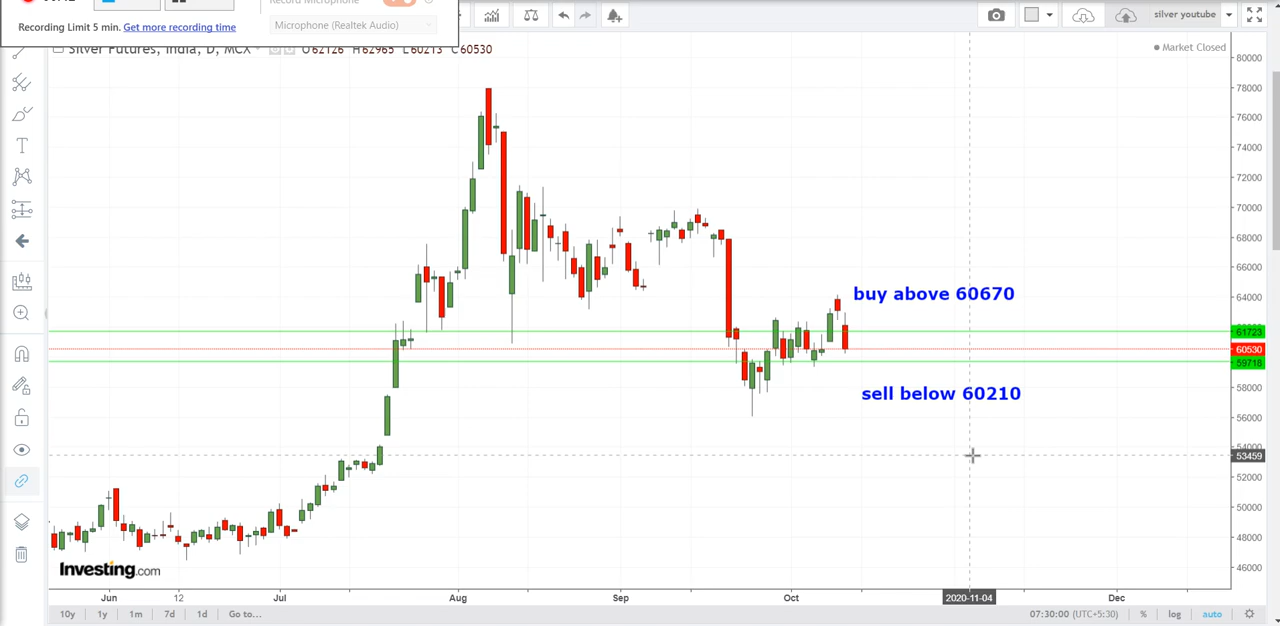 Record Microphone
Recording Limit 5 min. Get more recording time
Microphone (Realtek Audio)
silver youtube
Silver Futures, India, D, MCX
O62126 H62965 L60213 C60530
Market Closed
80000
78000
76000
74000
72000
70000
68000
66000
64000
buy above 60670
61723
60530
59718
58000
sell below 60210
56000
54000
53459
52000
50000
48000
46000
Investing.com
Jun
12
Jul
Aug
Sep
Oct
2020-11-04
Dec
10y
1y
1m
7d
1d
Go to...
07:30:00 (UTC+5:30)
%
log
auto